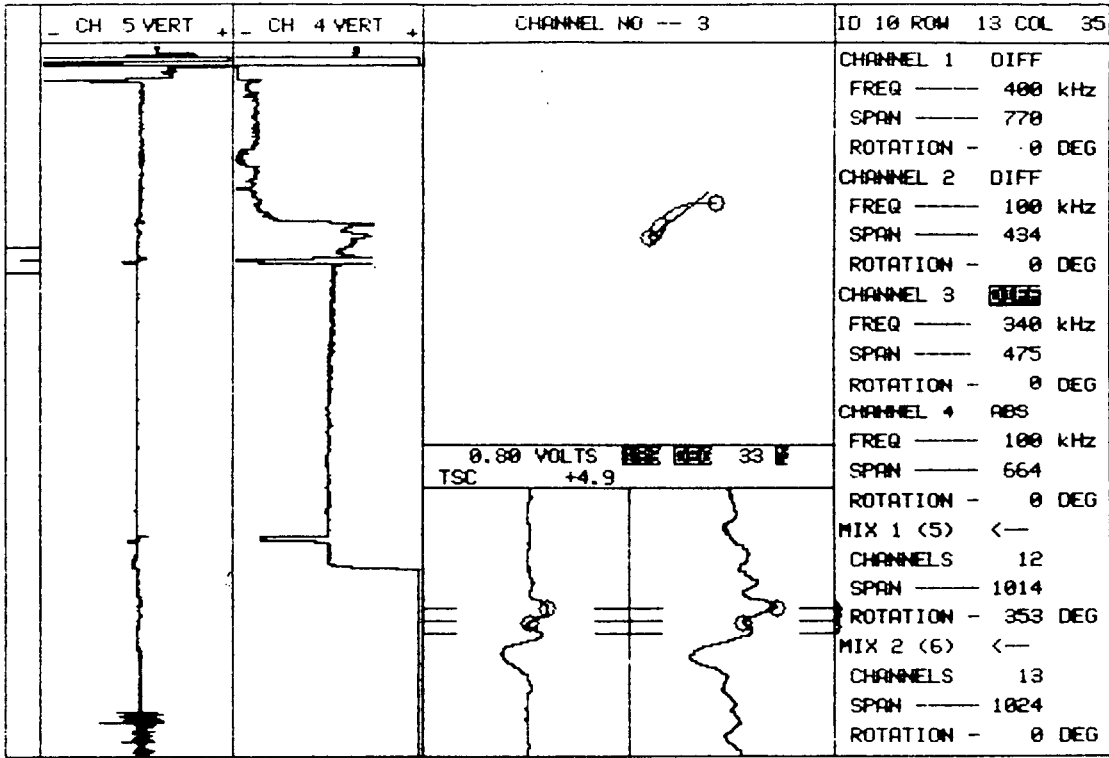 _ CH 5 VERT +
_ CH 4 VERT +
CHANNEL NO -- 3
ID 10 ROW 13 COL 35
CHANNEL 1 DIFF
FREQ ----- 400 kHz
SPAN ----- 770
ROTATION - 0 DEG
CHANNEL 2 DIFF
FREQ ----- 100 kHz
SPAN ----- 434
ROTATION - 0 DEG
CHANNEL 3 DIFF
FREQ ----- 340 kHz
SPAN ----- 475
ROTATION - 0 DEG
CHANNEL 4 ABS
FREQ ----- 100 kHz
SPAN ----- 664
ROTATION - 0 DEG
MIX 1 (5) <--
CHANNELS 12
SPAN ----- 1014
ROTATION - 353 DEG
MIX 2 (6) <--
CHANNELS 13
SPAN ----- 1024
ROTATION - 0 DEG
0.80 VOLTS 33
TSC +4.9